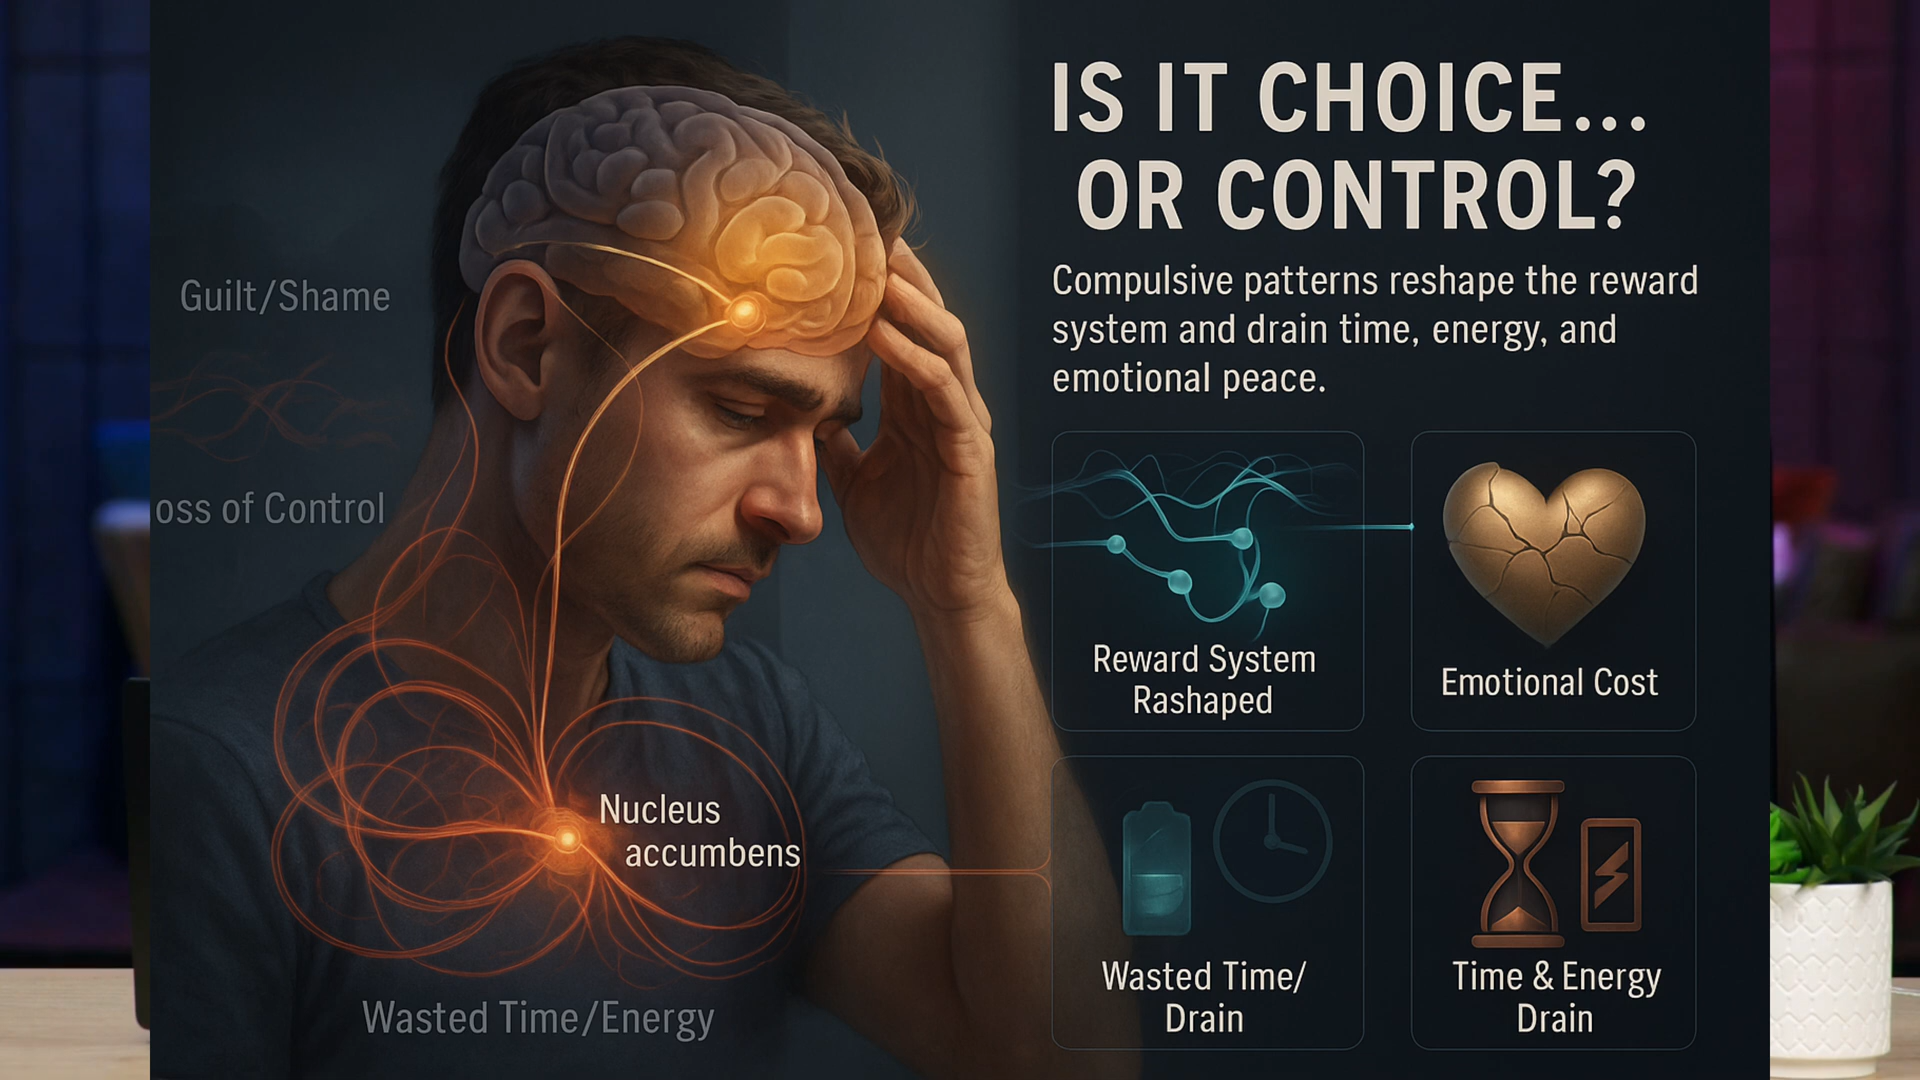 IS IT CHOICE...
OR CONTROL?
Compulsive patterns reshape the reward
system and drain time, energy, and
emotional peace.
Guilt/Shame
oss of Control
Nucleus
accumbens
Wasted Time/Energy
Reward System
Rashaped
Emotional Cost
Wasted Time/
Drain
Time & Energy
Drain